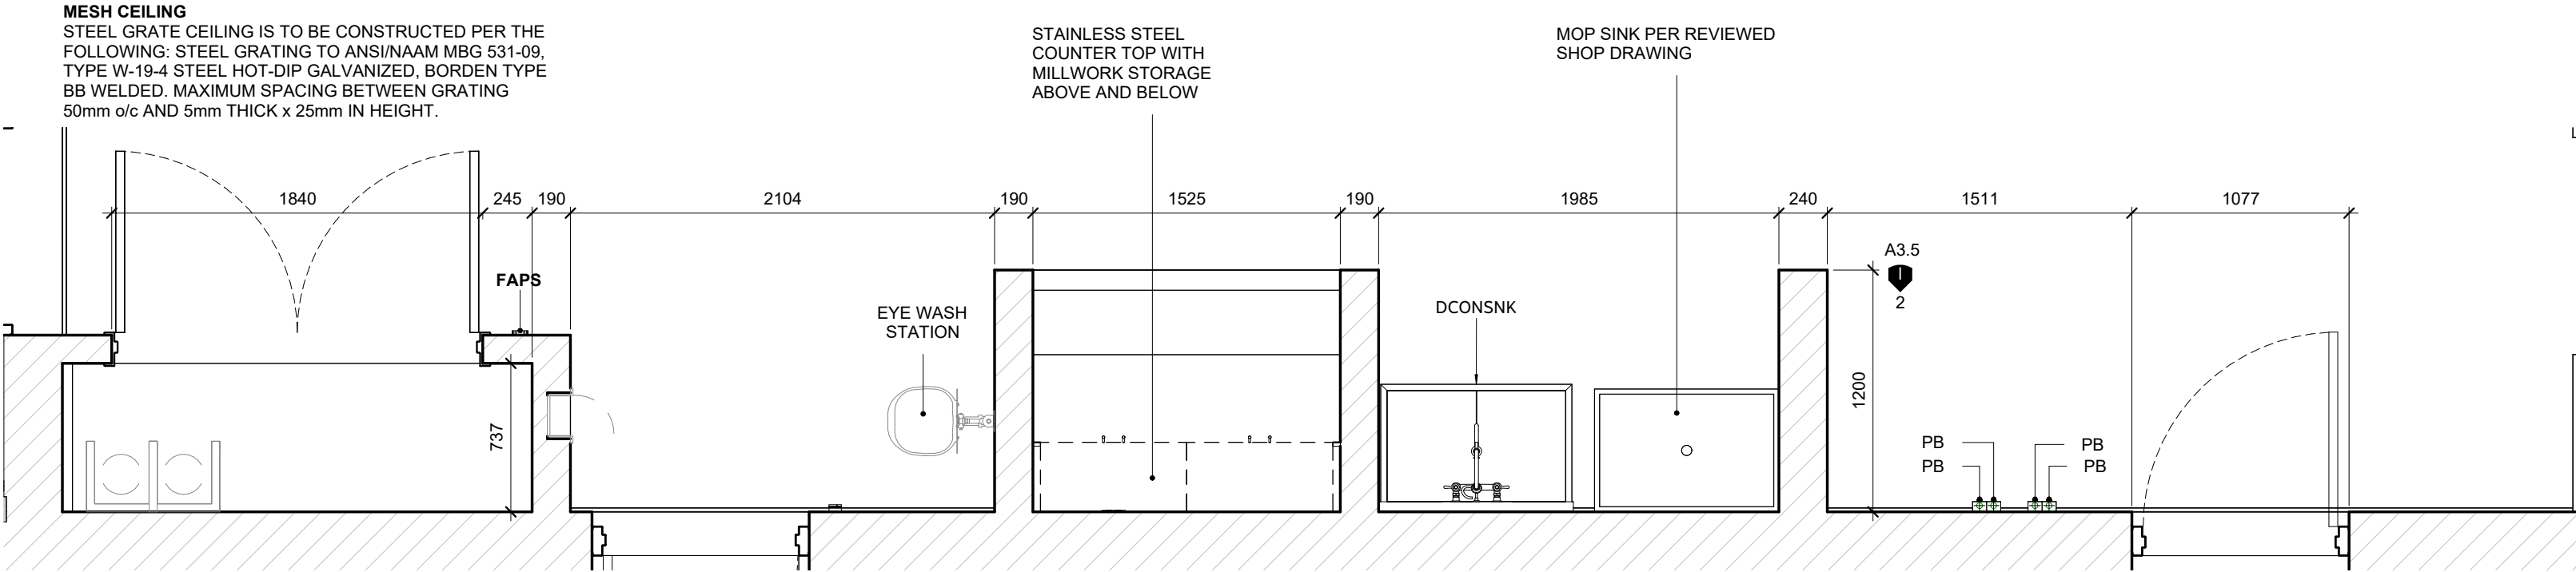 MESH CEILING
STEEL GRATE CEILING IS TO BE CONSTRUCTED PER THE
FOLLOWING: STEEL GRATING TO ANSI/NAAM MBG 531-09,
TYPE W-19-4 STEEL HOT-DIP GALVANIZED, BORDEN TYPE
BB WELDED. MAXIMUM SPACING BETWEEN GRATING
50mm o/c AND 5mm THICK x 25mm IN HEIGHT.
STAINLESS STEEL
COUNTER TOP WITH
MILLWORK STORAGE
ABOVE AND BELOW
MOP SINK PER REVIEWED
SHOP DRAWING
1840
245
190
2104
190
1525
190
1985
240
1511
1077
A3.5
2
FAPS
EYE WASH
STATION
DCONSNK
1200
737
PB
PB
PB
PB